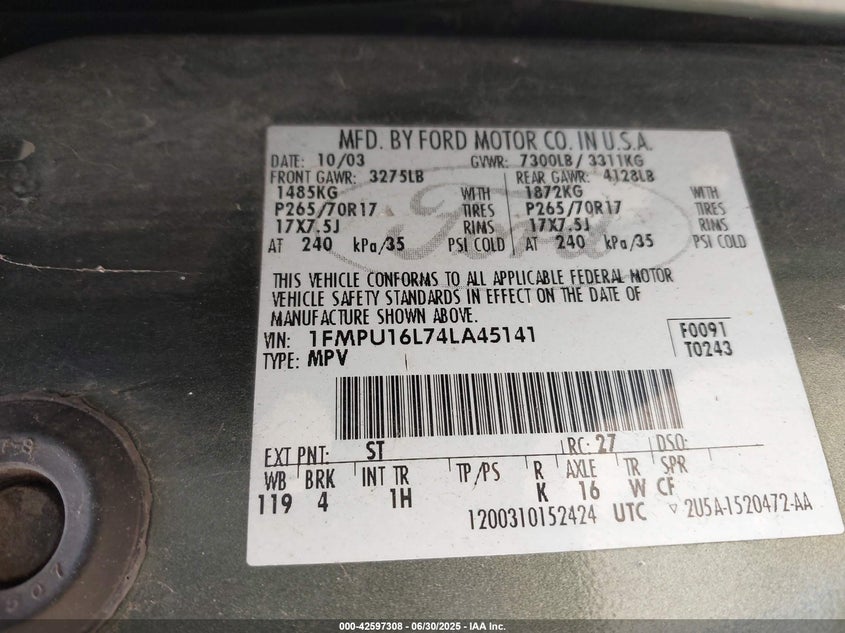 MFD. BY FORD MOTOR CO. IN U.S.A.
DATE: 10/03 GVWR: 7300LB / 3311KG
FRONT GAWR: 3275LB REAR GAWR: 4128LB
1485KG WITH 1872KG WITH
P265/70R17 TIRES P265/70R17 TIRES
17X7.5J RIMS 17X7.5J RIMS
AT 240 kPa/35 PSI COLD AT 240 kPa/35 PSI COLD
Ford
THIS VEHICLE CONFORMS TO ALL APPLICABLE FEDERAL MOTOR
VEHICLE SAFETY STANDARDS IN EFFECT ON THE DATE OF
MANUFACTURE SHOWN ABOVE.
VIN: 1FMPU16L74LA45141 F0091
TYPE: MPV T0243
EXT PNT: ST RC: 27 DSO:
WB BRK INT TR TP/PS R AXLE TR SPR
119 4 1H K 16 W CF
1200310152424 UTC ▽ 2U5A-1520472-AA
000-42597308 - 06/30/2025 - IAA Inc.